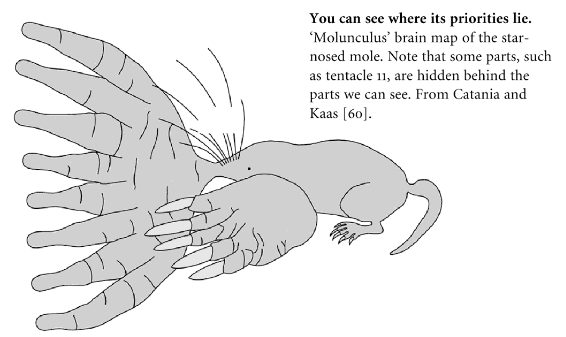 You can see where its priorities lie.
‘Molunculus’ brain map of the star-
nosed mole. Note that some parts, such
as tentacle 11, are hidden behind the
parts we can see. From Catania and
Kaas [60].